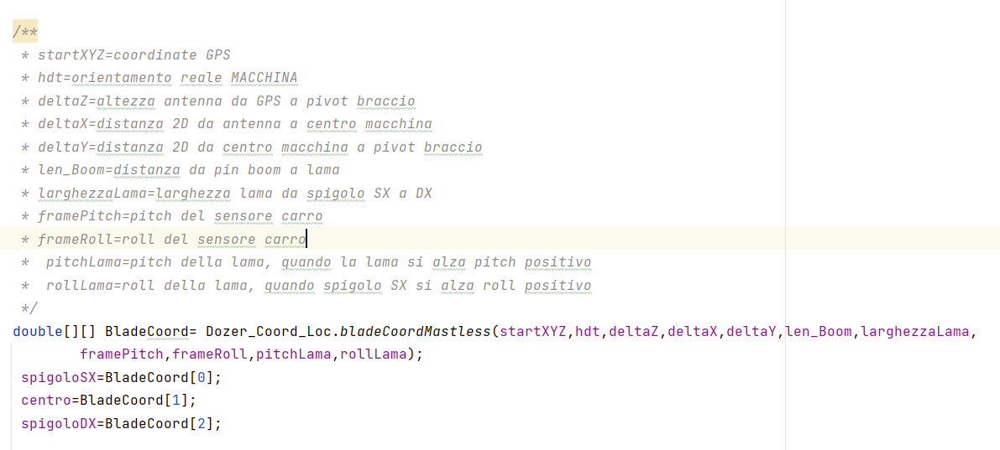 /**
* startXYZ=coordinate GPS
* hdt=orientamento reale MACCHINA
* deltaZ=altezza antenna da GPS a pivot braccio
* deltaX=distanza 2D da antenna a centro macchina
* deltaY=distanza 2D da centro macchina a pivot braccio
* len_Boom=distanza da pin boom a lama
* larghezzaLama=larghezza lama da spigolo SX a DX
* framePitch=pitch del sensore carro
* frameRoll=roll del sensore carro
*  pitchLama=pitch della lama, quando la lama si alza pitch positivo
*  rollLama=roll della lama, quando spigolo SX si alza roll positivo
*/
double[][] BladeCoord= Dozer_Coord_Loc.bladeCoordMastless(startXYZ,hdt,deltaZ,deltaX,deltaY,len_Boom,larghezzaLama,
framePitch,frameRoll,pitchLama,rollLama);
spigoloSX=BladeCoord[0];
centro=BladeCoord[1];
spigoloDX=BladeCoord[2];